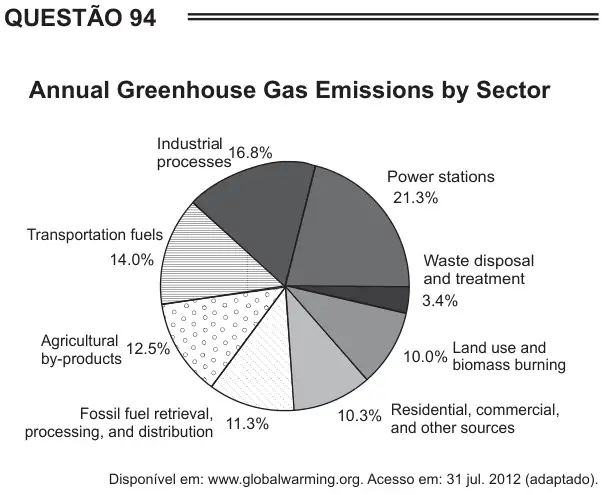 QUESTÃO 94
Annual Greenhouse Gas Emissions by Sector
Industrial
processes
16.8%
Power stations
21.3%
Transportation fuels
14.0%
Waste disposal
and treatment
3.4%
Agricultural
by-products
12.5%
10.0%
Land use and
biomass burning
Fossil fuel retrieval,
processing, and distribution
11.3%
10.3%
Residential, commercial,
and other sources
Disponível em: www.globalwarming.org. Acesso em: 31 jul. 2012 (adaptado).